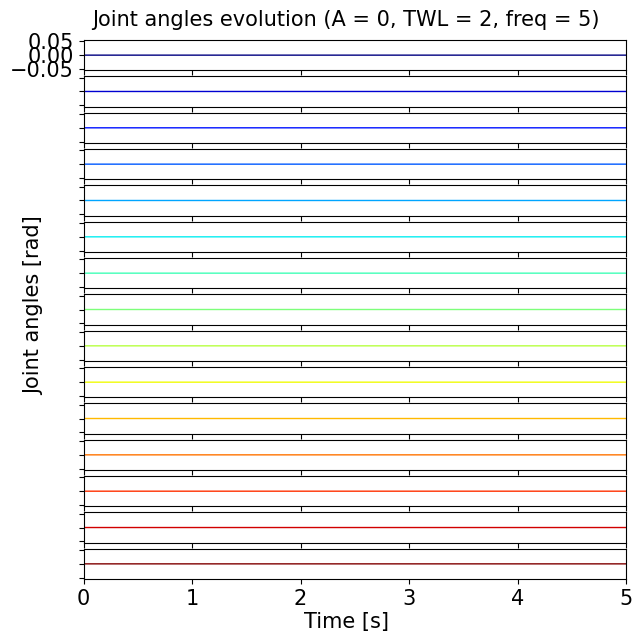 Joint angles evolution (A = 0, TWL = 2, freq = 5)
0.05
0.00
−0.05
Joint angles [rad]
0 1 2 3 4 5
Time [s]